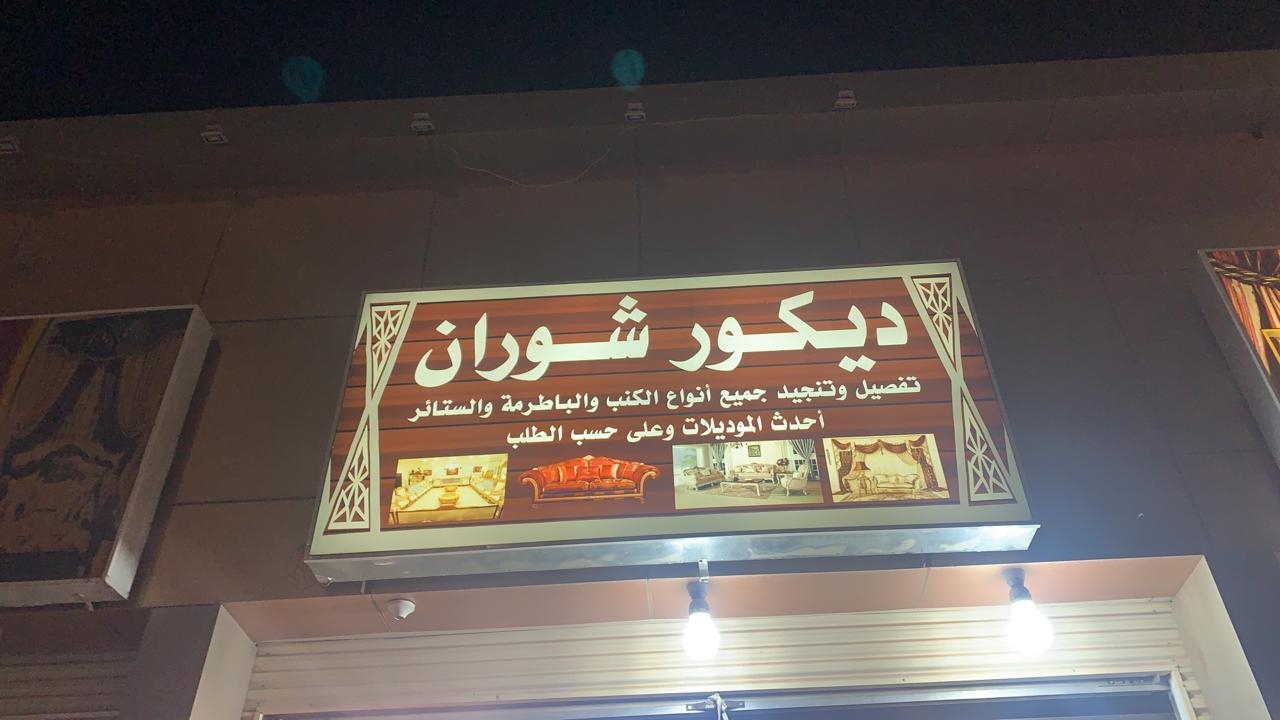 ديكور شوران
تفصيل وتنجيد جميع أنواع الكنب والباطرمة والستائر
أحدث الموديلات وعلى حسب الطلب